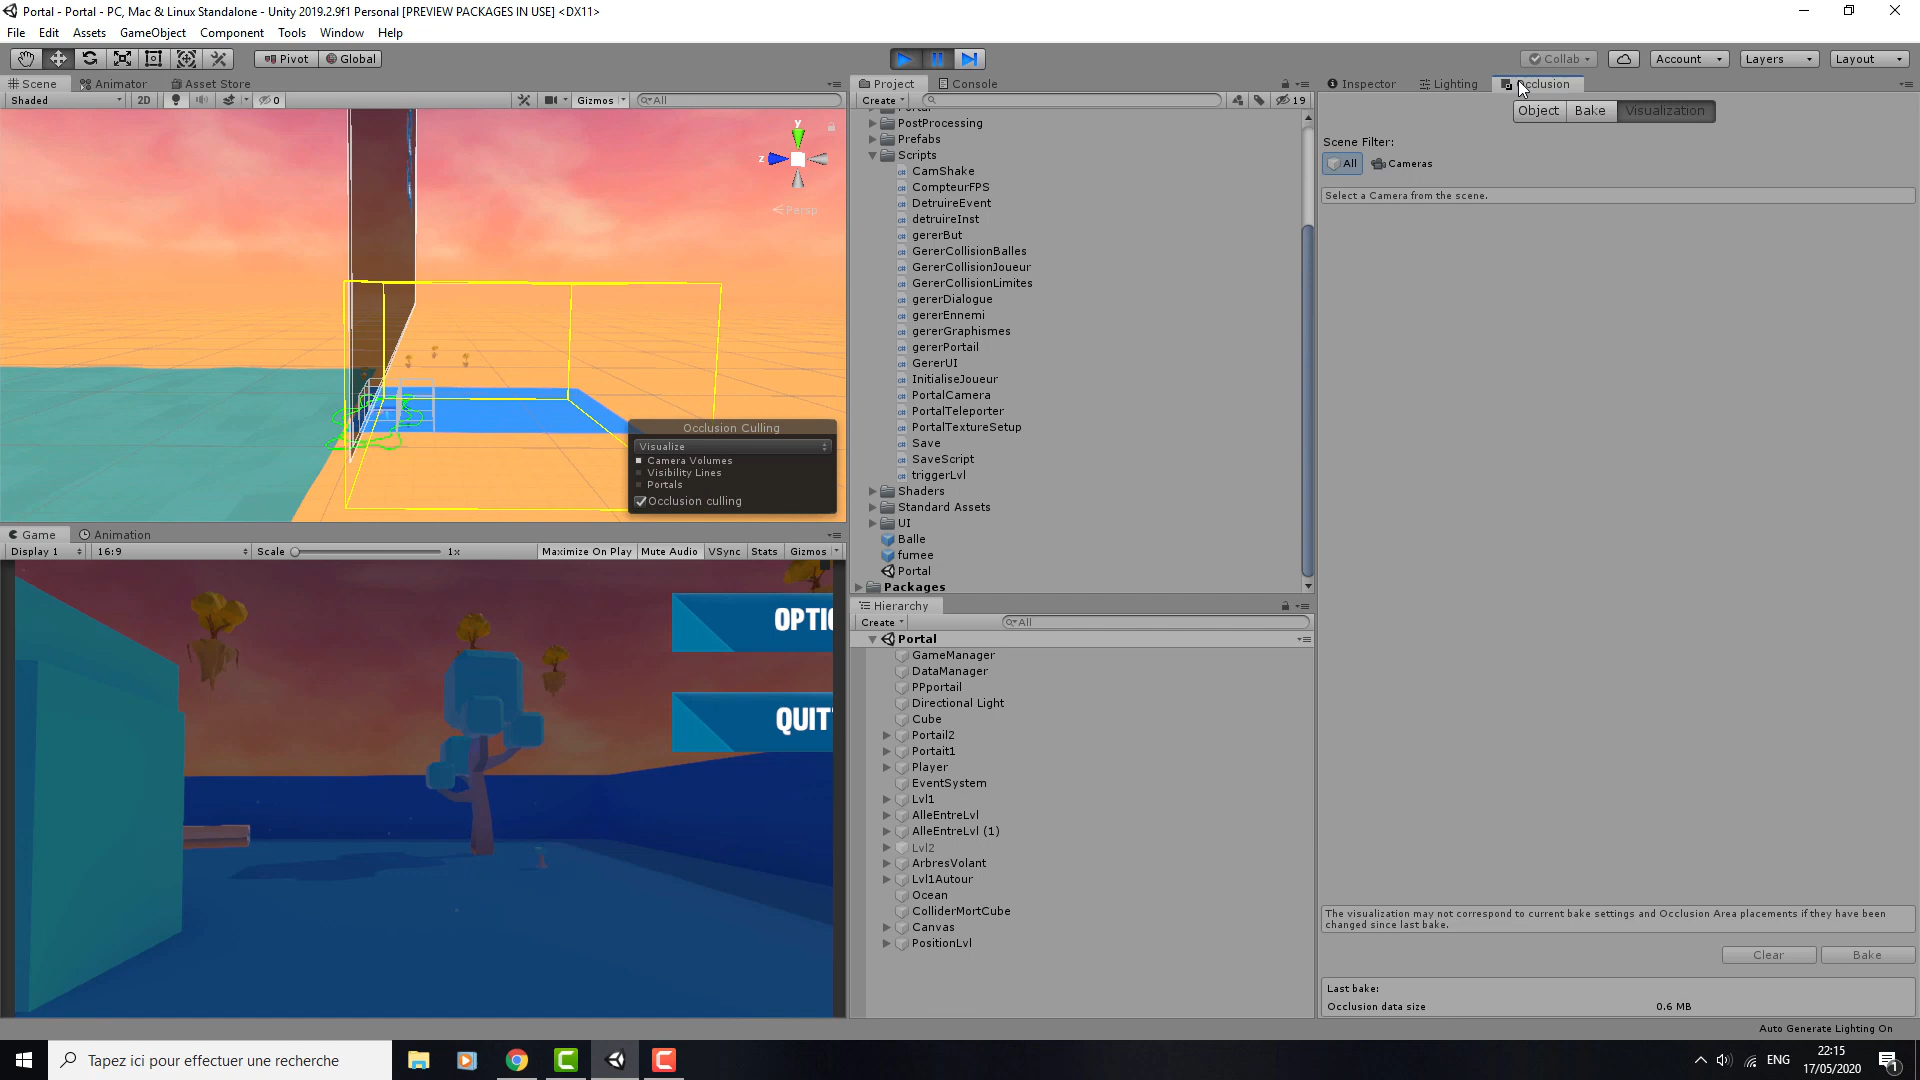 Portal - Portal - PC, Mac & Linux Standalone - Unity 2019.2.9f1 Personal [PREVIEW PACKAGES IN USE] <DX11>
File Edit Assets GameObject Component Tools Window Help
Pivot Global Collab Account Layers Layout
Scene Animator Asset Store
Shaded 2D 0 Gizmos All
y
z
Persp
Occlusion Culling
Visualize
Camera Volumes
Visibility Lines
Portals
Occlusion culling
Game Animation
Display 1 16:9 Scale 1x Maximize On Play Mute Audio VSync Stats Gizmos
OPTIO
QUIT
Project Console
Create 19
PostProcessing
Prefabs
Scripts
CamShake
CompteurFPS
DetruireEvent
detruireInst
gererBut
GererCollisionBalles
GererCollisionJoueur
GererCollisionLimites
gererDialogue
gererEnnemi
gererGraphismes
gererPortail
GererUI
InitialiseJoueur
PortalCamera
PortalTeleporter
PortalTextureSetup
Save
SaveScript
triggerLvl
Shaders
Standard Assets
UI
Balle
fumee
Portal
Packages
Hierarchy
Create All
Portal
GameManager
DataManager
PPportail
Directional Light
Cube
Portail2
Portait1
Player
EventSystem
Lvl1
AlleEntreLvl
AlleEntreLvl (1)
Lvl2
ArbresVolant
Lvl1Autour
Ocean
ColliderMortCube
Canvas
PositionLvl
Inspector Lighting Occlusion
Object Bake Visualization
Scene Filter:
All Cameras
Select a Camera from the scene.
The visualization may not correspond to current bake settings and Occlusion Area placements if they have been
changed since last bake.
Clear Bake
Last bake:
Occlusion data size 0.6 MB
Auto Generate Lighting On
Tapez ici pour effectuer une recherche
ENG
22:15
17/05/2020
1